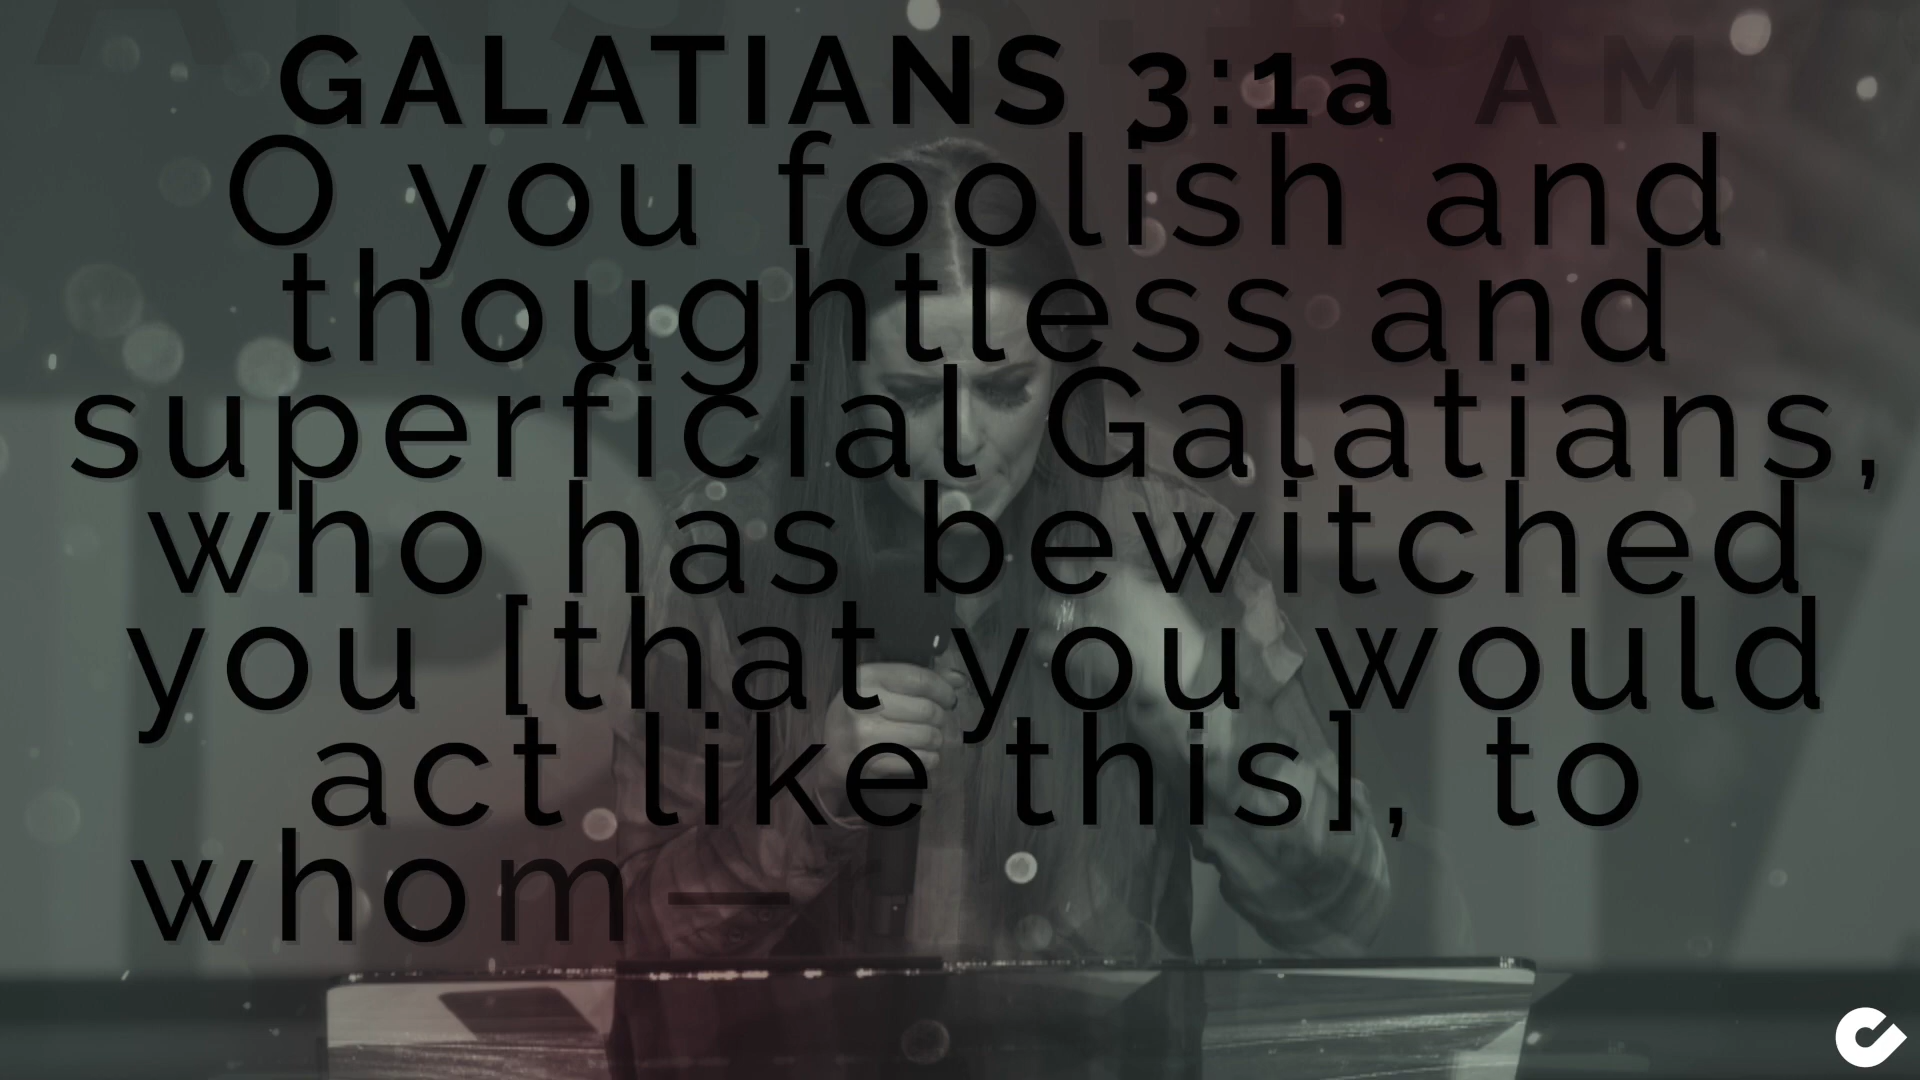 GALATIANS 3:1a AM
O you foolish and
thoughtless and
superficial Galatians,
who has bewitched
you [that you would
act like this], to
whom—